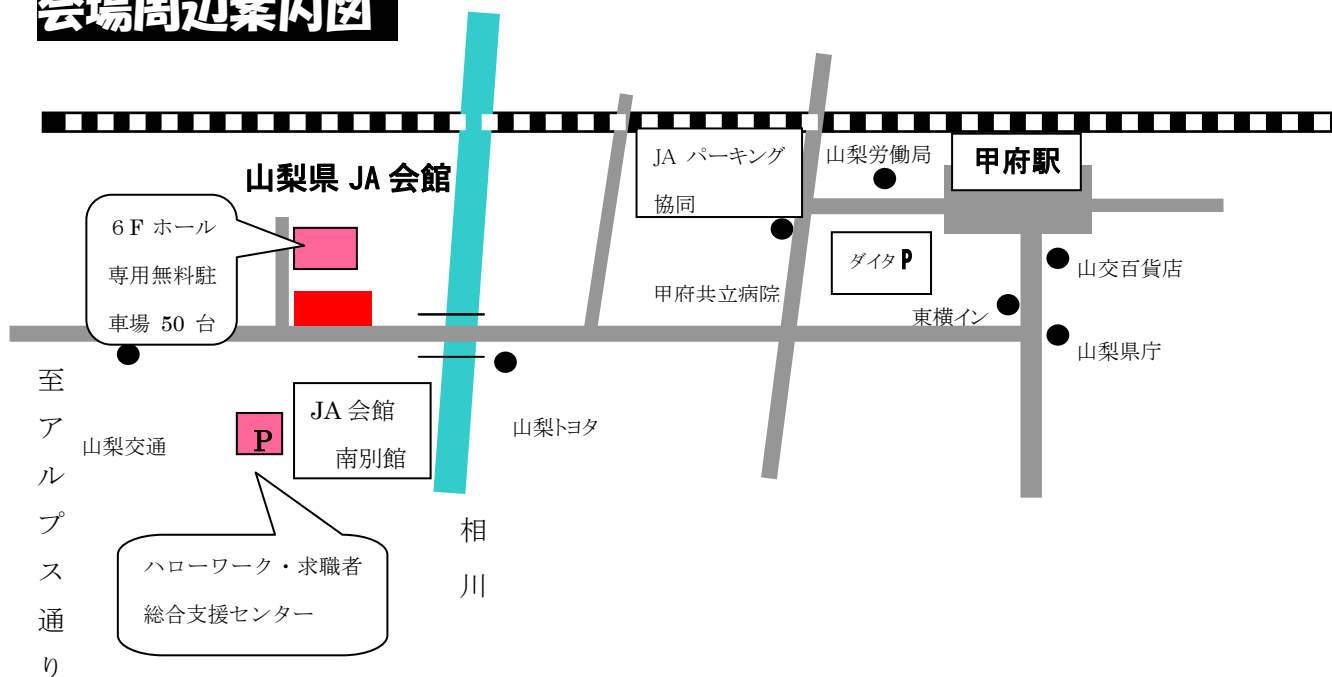 会場周辺案内図
JA パーキング
協同
山梨労働局
甲府駅
山梨県 JA 会館
6F ホール
専用無料駐
車場 50 台
ダイタ P
山交百貨店
甲府共立病院
東横イン
山梨県庁
至アルプス通り
JA 会館
南別館
山梨トヨタ
山梨交通
P
相川
ハローワーク・求職者
総合支援センター